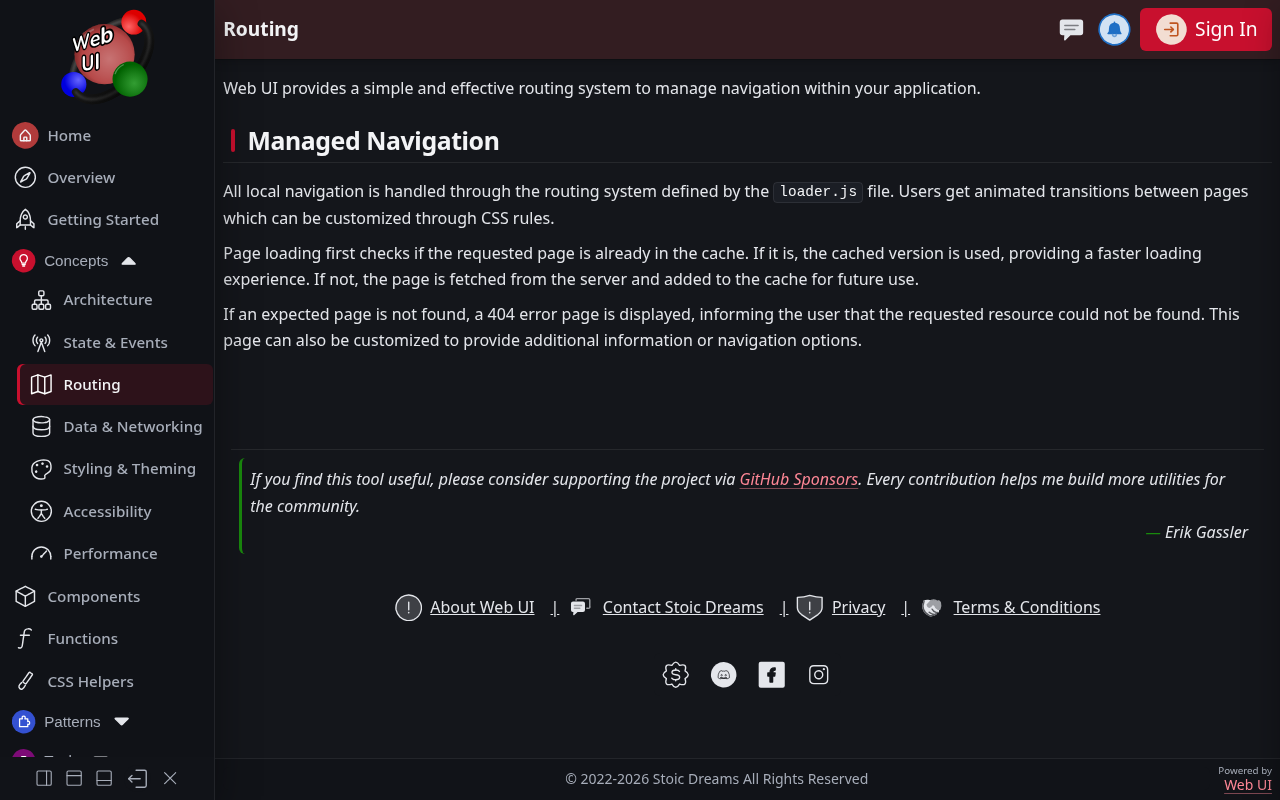 Web
UI
Home
Overview
Getting Started
Concepts
Architecture
State & Events
Routing
Data & Networking
Styling & Theming
Accessibility
Performance
Components
Functions
CSS Helpers
Patterns
Routing
Sign In
Web UI provides a simple and effective routing system to manage navigation within your application.
Managed Navigation
All local navigation is handled through the routing system defined by the loader.js file. Users get animated transitions between pages
which can be customized through CSS rules.
Page loading first checks if the requested page is already in the cache. If it is, the cached version is used, providing a faster loading
experience. If not, the page is fetched from the server and added to the cache for future use.
If an expected page is not found, a 404 error page is displayed, informing the user that the requested resource could not be found. This
page can also be customized to provide additional information or navigation options.
If you find this tool useful, please consider supporting the project via GitHub Sponsors. Every contribution helps me build more utilities for
the community.
— Erik Gassler
About Web UI | Contact Stoic Dreams | Privacy | Terms & Conditions
© 2022-2026 Stoic Dreams All Rights Reserved
Powered by
Web UI